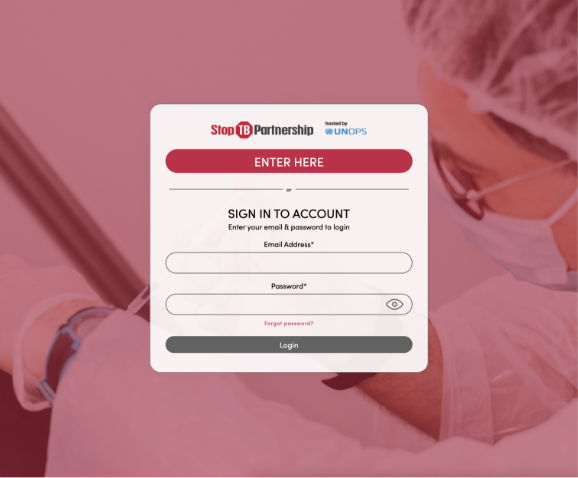 Stop TB Partnership
hosted by
UNOPS
ENTER HERE
or
SIGN IN TO ACCOUNT
Enter your email & password to login
Email Address*
Password*
Forgot password?
Login